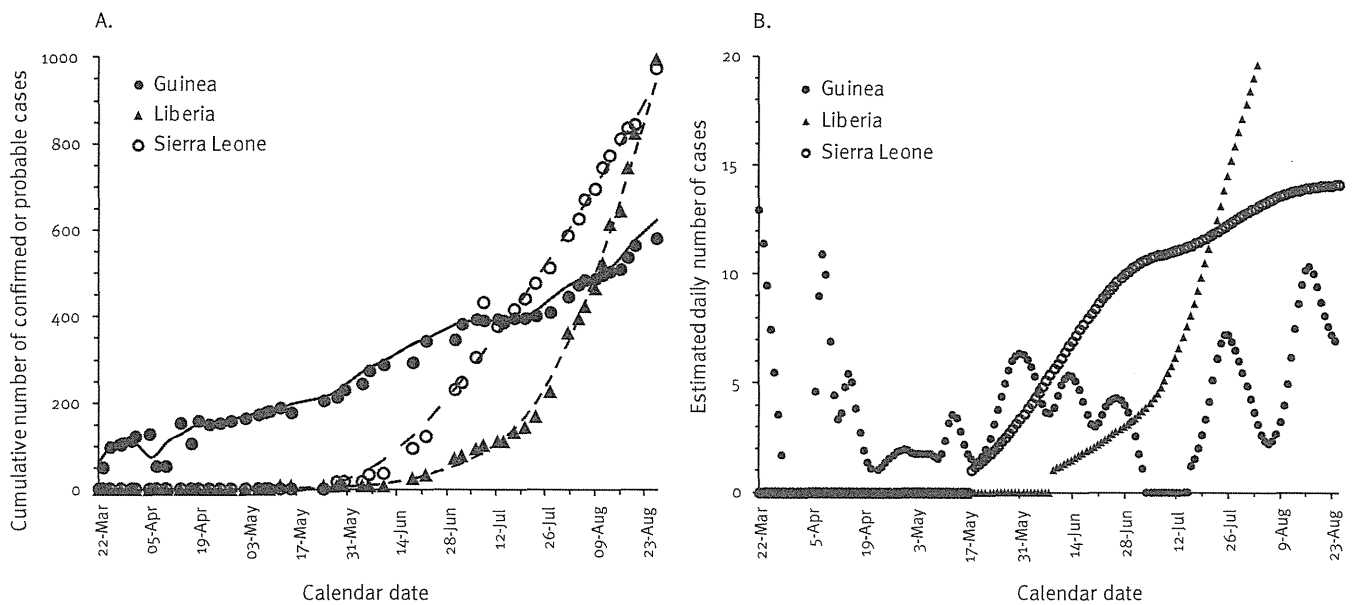 A.
Cumulative number of confirmed or probable cases
1000
800
600
400
200
0
Guinea
Liberia
Sierra Leone
22-Mar
05-Apr
19-Apr
03-May
17-May
31-May
14-Jun
28-Jun
12-Jul
26-Jul
09-Aug
23-Aug
Calendar date
B.
Estimated daily number of cases
20
15
10
5
0
Guinea
Liberia
Sierra Leone
22-Mar
5-Apr
19-Apr
3-May
17-May
31-May
14-Jun
28-Jun
12-Jul
26-Jul
9-Aug
23-Aug
Calendar date